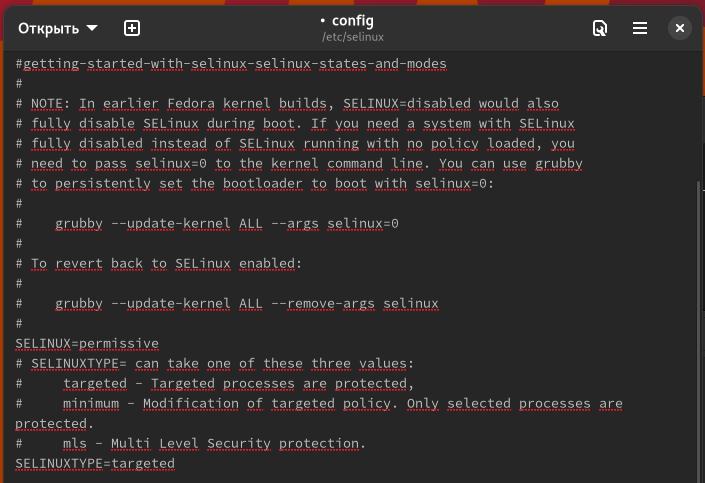 Открыть
• config
/etc/selinux
#getting-started-with-selinux-selinux-states-and-modes
#
# NOTE: In earlier Fedora kernel builds, SELINUX=disabled would also
# fully disable SELinux during boot. If you need a system with SELinux
# fully disabled instead of SELinux running with no policy loaded, you
# need to pass selinux=0 to the kernel command line. You can use grubby
# to persistently set the bootloader to boot with selinux=0:
#
#    grubby --update-kernel ALL --args selinux=0
#
# To revert back to SELinux enabled:
#
#    grubby --update-kernel ALL --remove-args selinux
#
SELINUX=permissive
# SELINUXTYPE= can take one of these three values:
#     targeted - Targeted processes are protected,
#     minimum - Modification of targeted policy. Only selected processes are
protected.
#     mls - Multi Level Security protection.
SELINUXTYPE=targeted